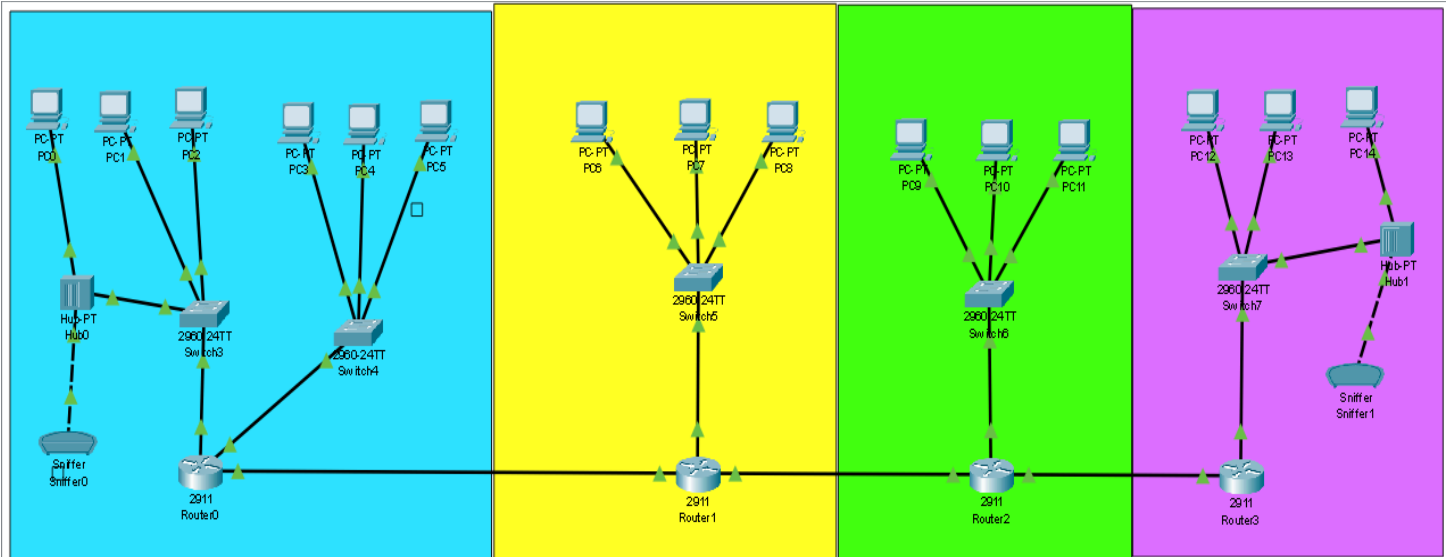 PC-PT
PC0
PC-PT
PC1
PC-PT
PC2
PC-PT
PC3
PC-PT
PC4
PC-PT
PC5
Hub-PT
Hub0
2960-24TT
Switch3
2960-24TT
Switch4
Sniffer
Sniffer0
2911
Router0
PC-PT
PC6
PC-PT
PC7
PC-PT
PC8
2960-24TT
Switch5
2911
Router1
PC-PT
PC9
PC-PT
PC10
PC-PT
PC11
2960-24TT
Switch6
2911
Router2
PC-PT
PC12
PC-PT
PC13
PC-PT
PC14
Hub-PT
Hub1
2960-24TT
Switch7
Sniffer
Sniffer1
2911
Router3